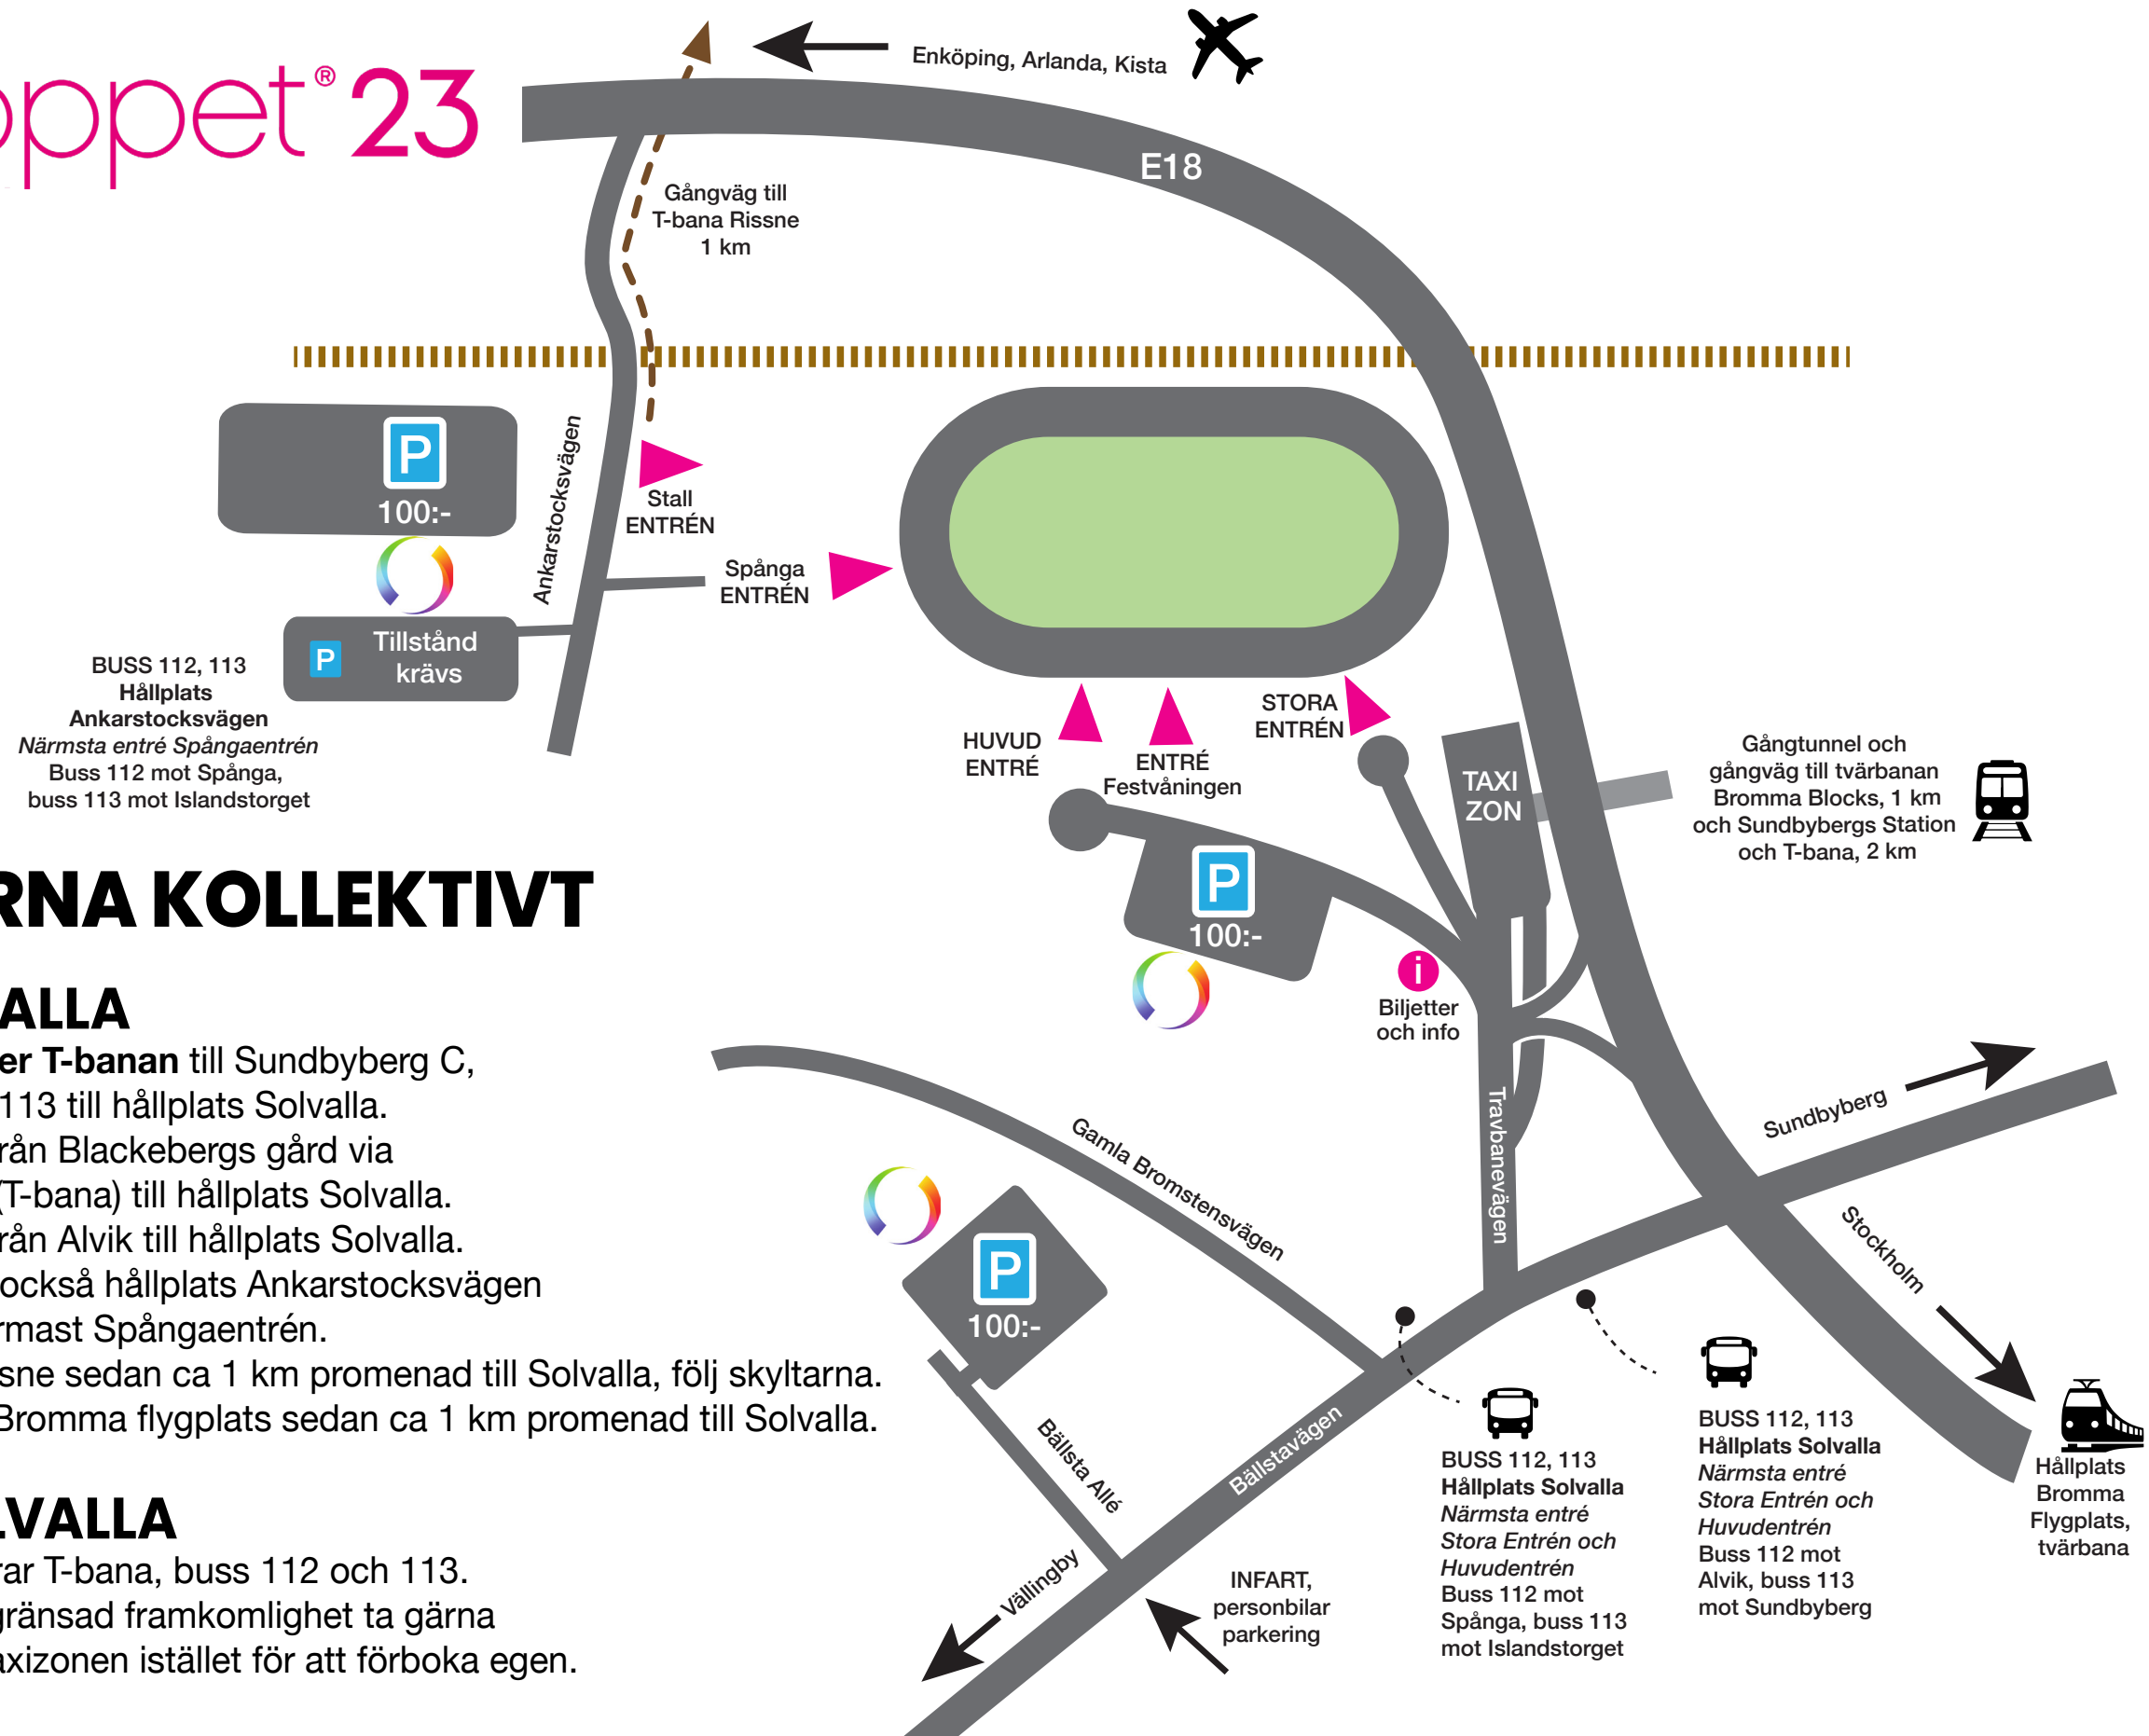 oppet® 23
Enköping, Arlanda, Kista
E18
Gångväg till
T-bana Rissne
1 km
P
100:-
Ankarstocksvägen
Stall
ENTRÉN
Spånga
ENTRÉN
P
Tillstånd
krävs
BUSS 112, 113
Hållplats
Ankarstocksvägen
Närmsta entré Spångaentrén
Buss 112 mot Spånga,
buss 113 mot Islandstorget
HUVUD
ENTRÉ
ENTRÉ
Festvåningen
STORA
ENTRÉN
TAXI
ZON
Gångtunnel och
gångväg till tvärbanan
Bromma Blocks, 1 km
och Sundbybergs Station
och T-bana, 2 km
P
100:-
i
Biljetter
och info
RNA KOLLEKTIVT
ALLA
er T-banan till Sundbyberg C,
113 till hållplats Solvalla.
rån Blackebergs gård via
(T-bana) till hållplats Solvalla.
rån Alvik till hållplats Solvalla.
också hållplats Ankarstocksvägen
rmast Spångaentrén.
sne sedan ca 1 km promenad till Solvalla, följ skyltarna.
Bromma flygplats sedan ca 1 km promenad till Solvalla.
LVALLA
rar T-bana, buss 112 och 113.
gränsad framkomlighet ta gärna
axizonen istället för att förboka egen.
Gamla Bromstensvägen
Travbanevägen
Sundbyberg
Stockholm
P
100:-
Bällsta Allé
Bällstavägen
Vällingby
INFART,
personbilar
parkering
BUSS 112, 113
Hållplats Solvalla
Närmsta entré
Stora Entrén och
Huvudentrén
Buss 112 mot
Spånga, buss 113
mot Islandstorget
BUSS 112, 113
Hållplats Solvalla
Närmsta entré
Stora Entrén och
Huvudentrén
Buss 112 mot
Alvik, buss 113
mot Sundbyberg
Hållplats
Bromma
Flygplats,
tvärbana